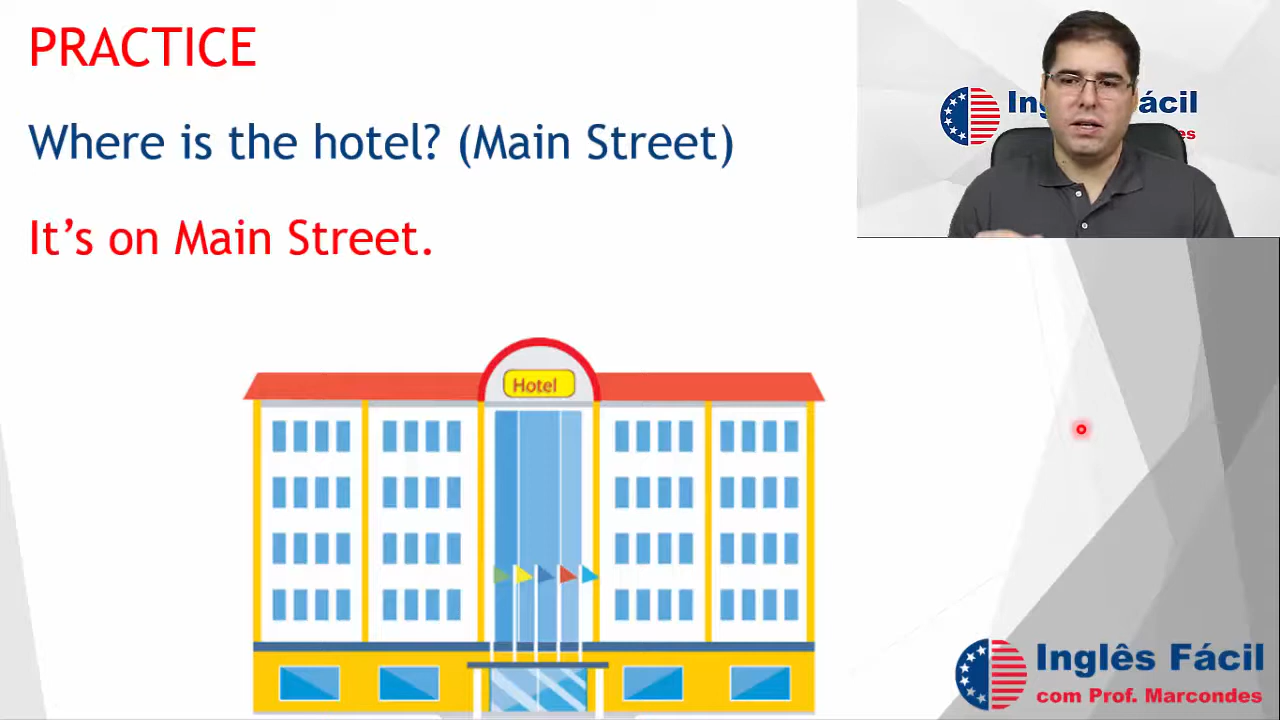 PRACTICE
Where is the hotel? (Main Street)
It's on Main Street.
Hotel
Inglês Fácil
com Prof. Marcondes